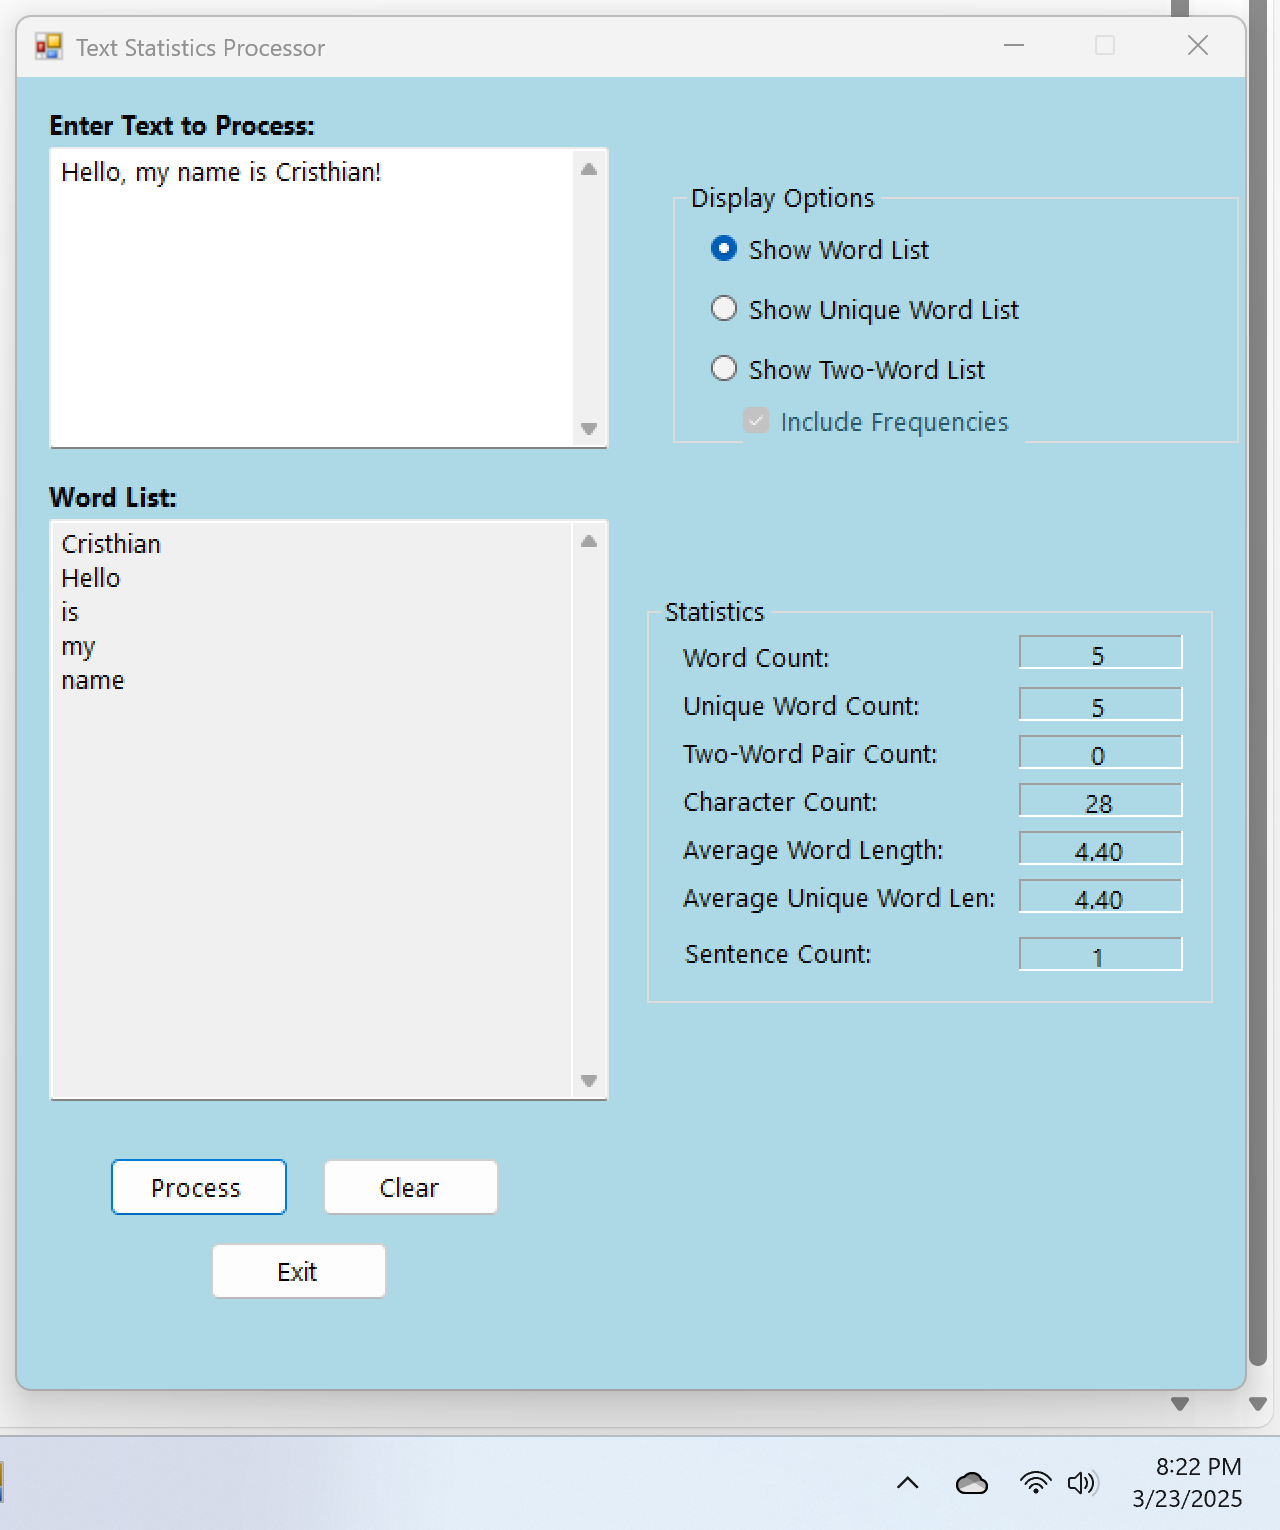 Text Statistics Processor
Enter Text to Process:
Hello, my name is Cristhian!
Display Options
Show Word List
Show Unique Word List
Show Two-Word List
Include Frequencies
Word List:
Cristhian
Hello
is
my
name
Statistics
Word Count: 5
Unique Word Count: 5
Two-Word Pair Count: 0
Character Count: 28
Average Word Length: 4.40
Average Unique Word Len: 4.40
Sentence Count: 1
Process Clear
Exit
8:22 PM
3/23/2025